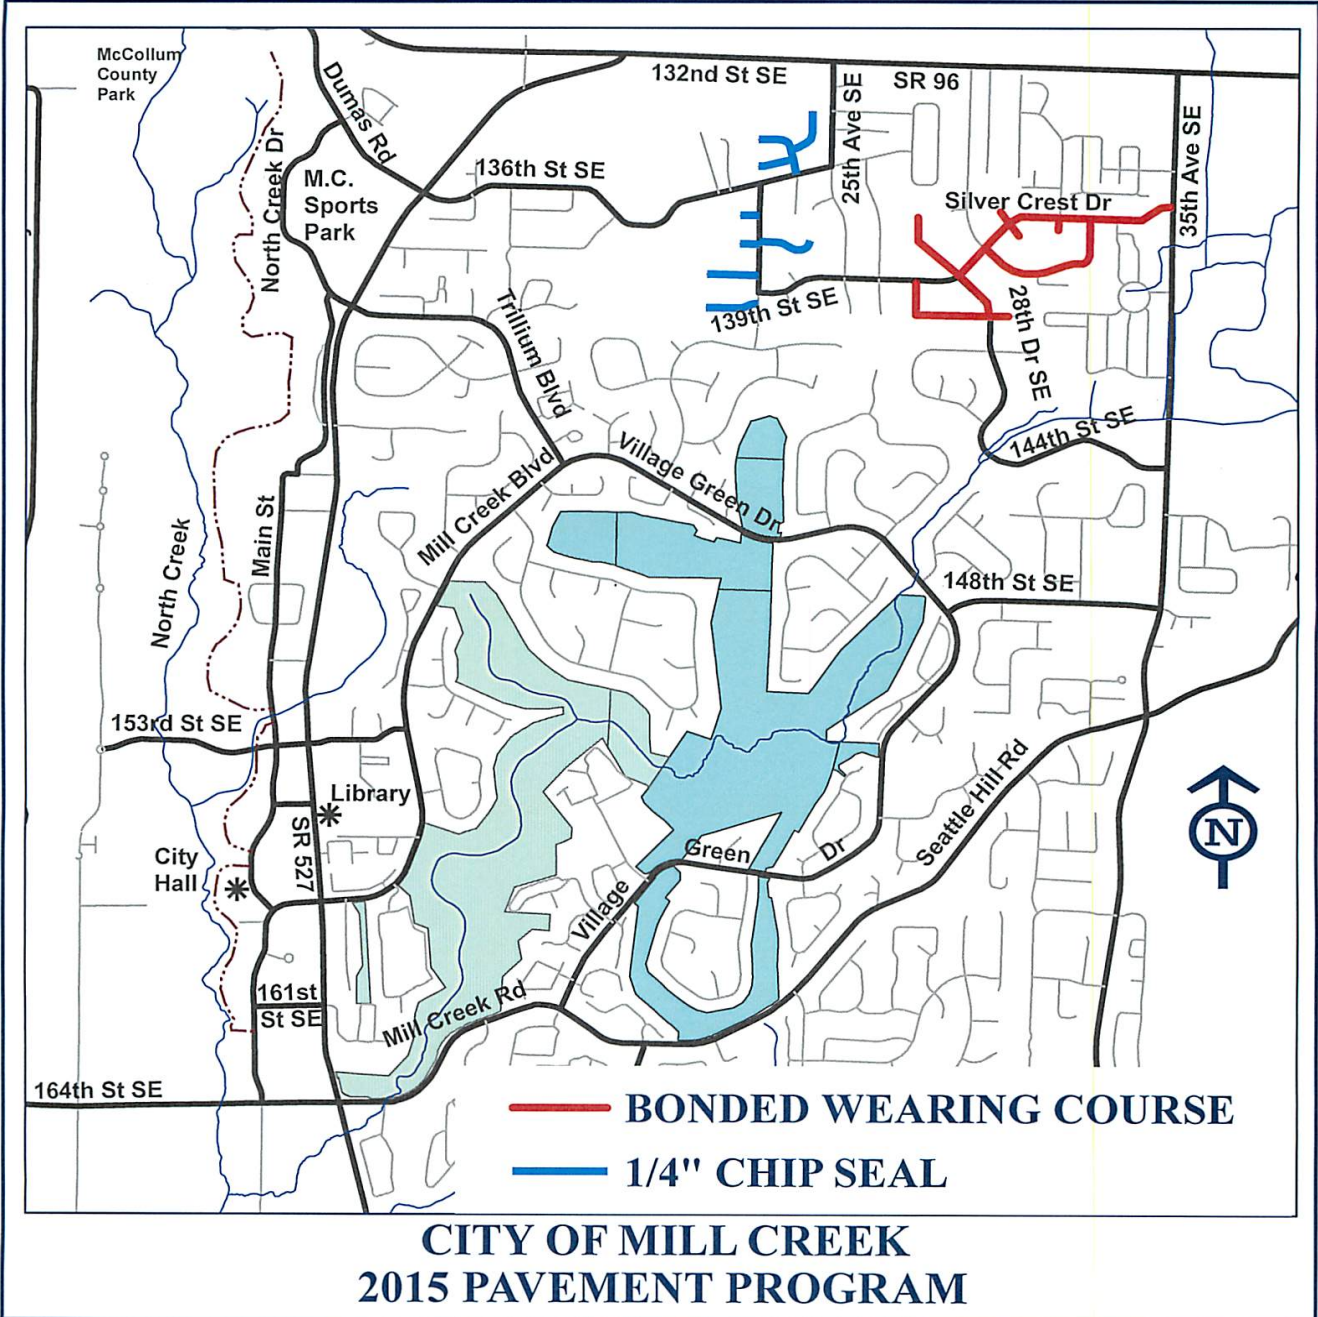 McCollum
County
Park
Dumas Rd
132nd St SE
25th Ave SE
SR 96
35th Ave SE
North Creek Dr
M.C.
Sports
Park
136th St SE
Silver Crest Dr
139th St SE
28th Dr SE
Trillium Blvd
144th St SE
Village Green Dr
Mill Creek Blvd
Main St
North Creek
148th St SE
153rd St SE
Library
SR 527
City
Hall
Seattle Hill Rd
Village
Green
Dr
161st
St SE
Mill Creek Rd
164th St SE
N
BONDED WEARING COURSE
1/4" CHIP SEAL
CITY OF MILL CREEK
2015 PAVEMENT PROGRAM